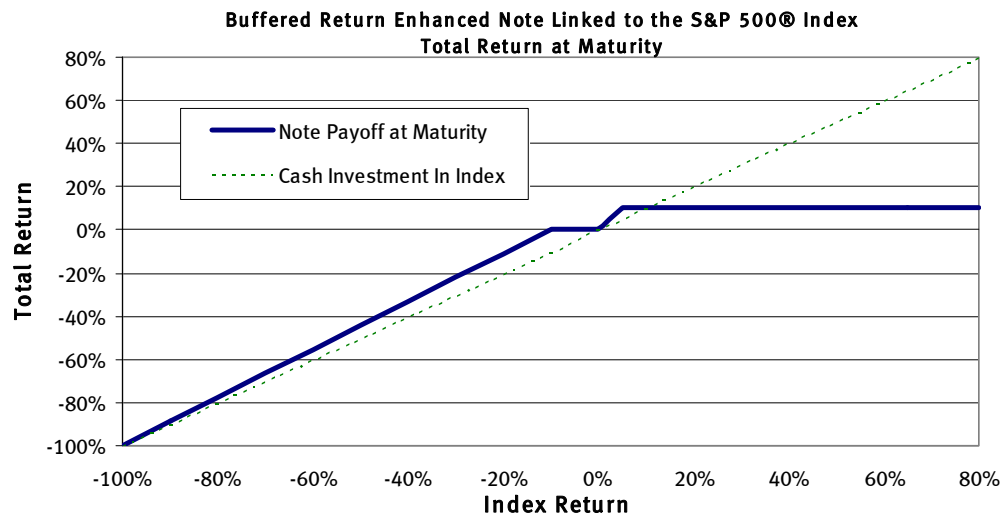 Buffered Return Enhanced Note Linked to the S&P 500® Index
Total Return at Maturity
80%
60%
40%
20%
0%
-20%
-40%
-60%
-80%
-100%
Total Return
Note Payoff at Maturity
Cash Investment In Index
-100% -80% -60% -40% -20% 0% 20% 40% 60% 80%
Index Return